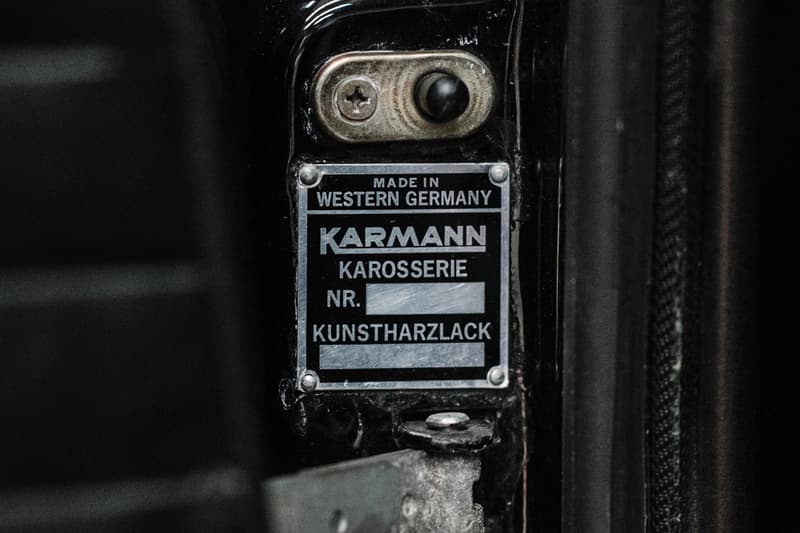 MADE IN
WESTERN GERMANY
KARMANN
KAROSSERIE
NR.
KUNSTHARZLACK